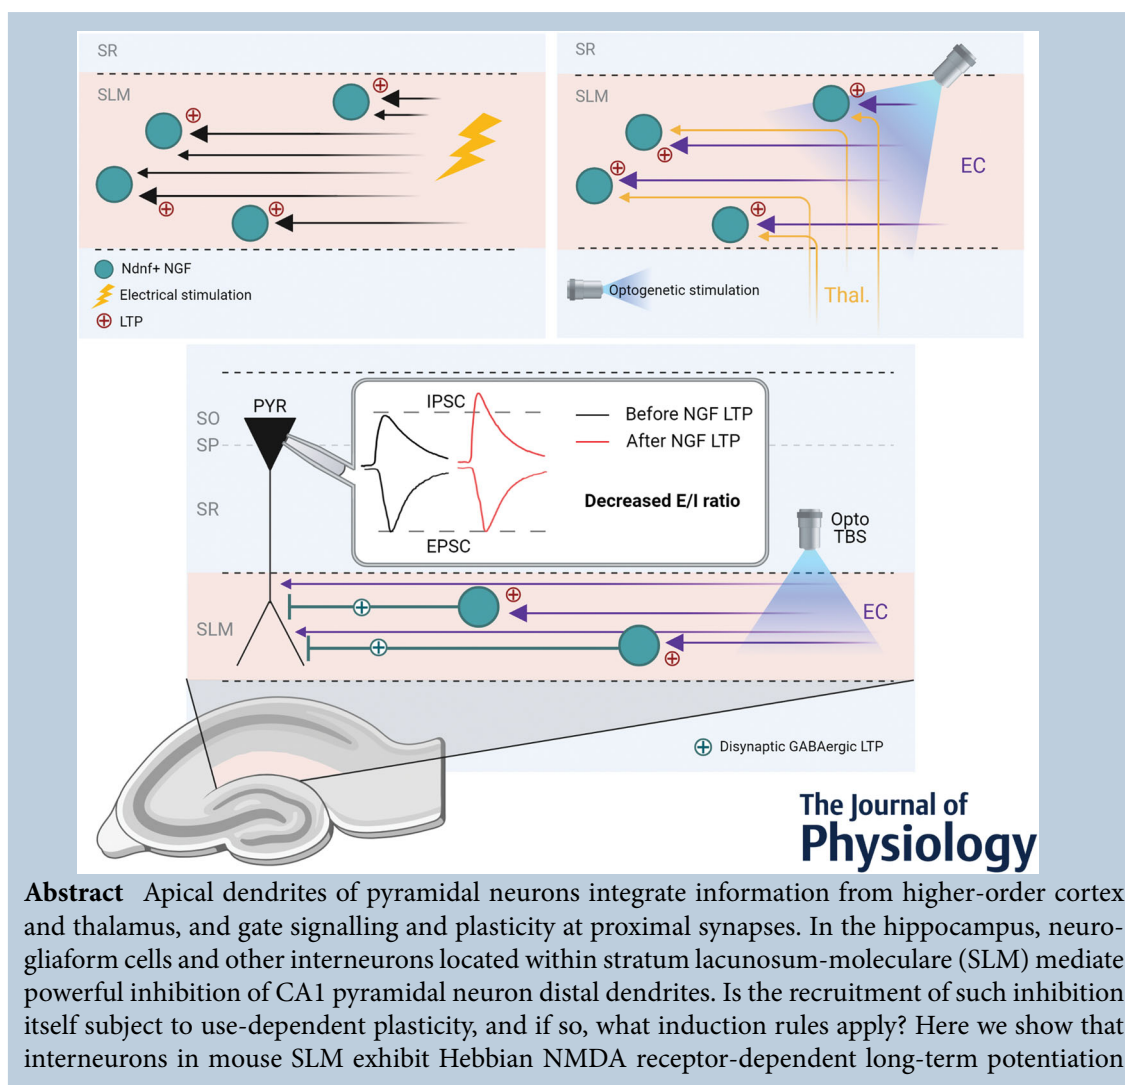 SR
SLM
Ndnf+ NGF
Electrical stimulation
LTP
SR
SLM
EC
Optogenetic stimulation
Thal.
PYR
SO
SP
SR
SLM
IPSC
EPSC
Before NGF LTP
After NGF LTP
Decreased E/I ratio
Opto
TBS
EC
Disynaptic GABAergic LTP
The Journal of
Physiology
Abstract Apical dendrites of pyramidal neurons integrate information from higher-order cortex
and thalamus, and gate signalling and plasticity at proximal synapses. In the hippocampus, neuro-
gliaform cells and other interneurons located within stratum lacunosum-moleculare (SLM) mediate
powerful inhibition of CA1 pyramidal neuron distal dendrites. Is the recruitment of such inhibition
itself subject to use-dependent plasticity, and if so, what induction rules apply? Here we show that
interneurons in mouse SLM exhibit Hebbian NMDA receptor-dependent long-term potentiation